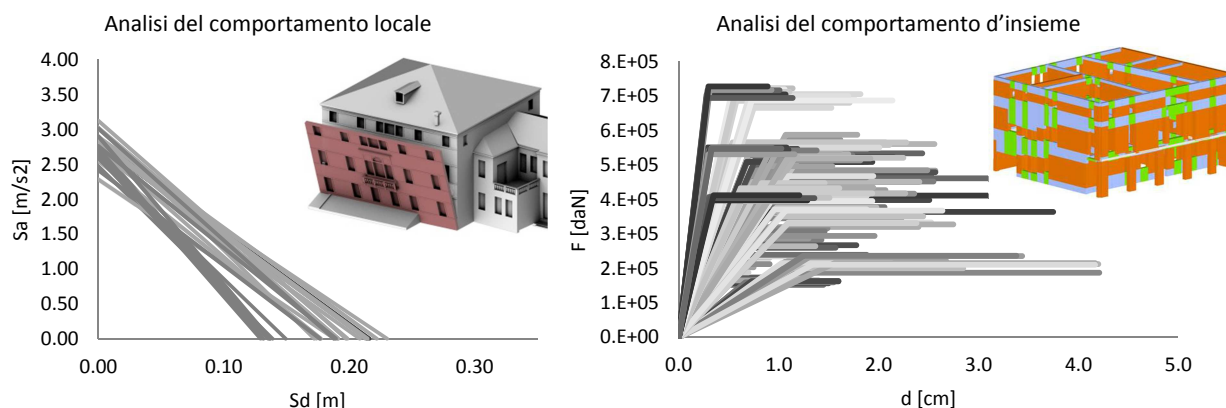 Analisi del comportamento locale
Sa [m/s2]
4.00
3.50
3.00
2.50
2.00
1.50
1.00
0.50
0.00
0.00 0.10 0.20 0.30
Sd [m]
Analisi del comportamento d’insieme
F [daN]
8.E+05
7.E+05
6.E+05
5.E+05
4.E+05
3.E+05
2.E+05
1.E+05
0.E+00
0.0 1.0 2.0 3.0 4.0 5.0
d [cm]